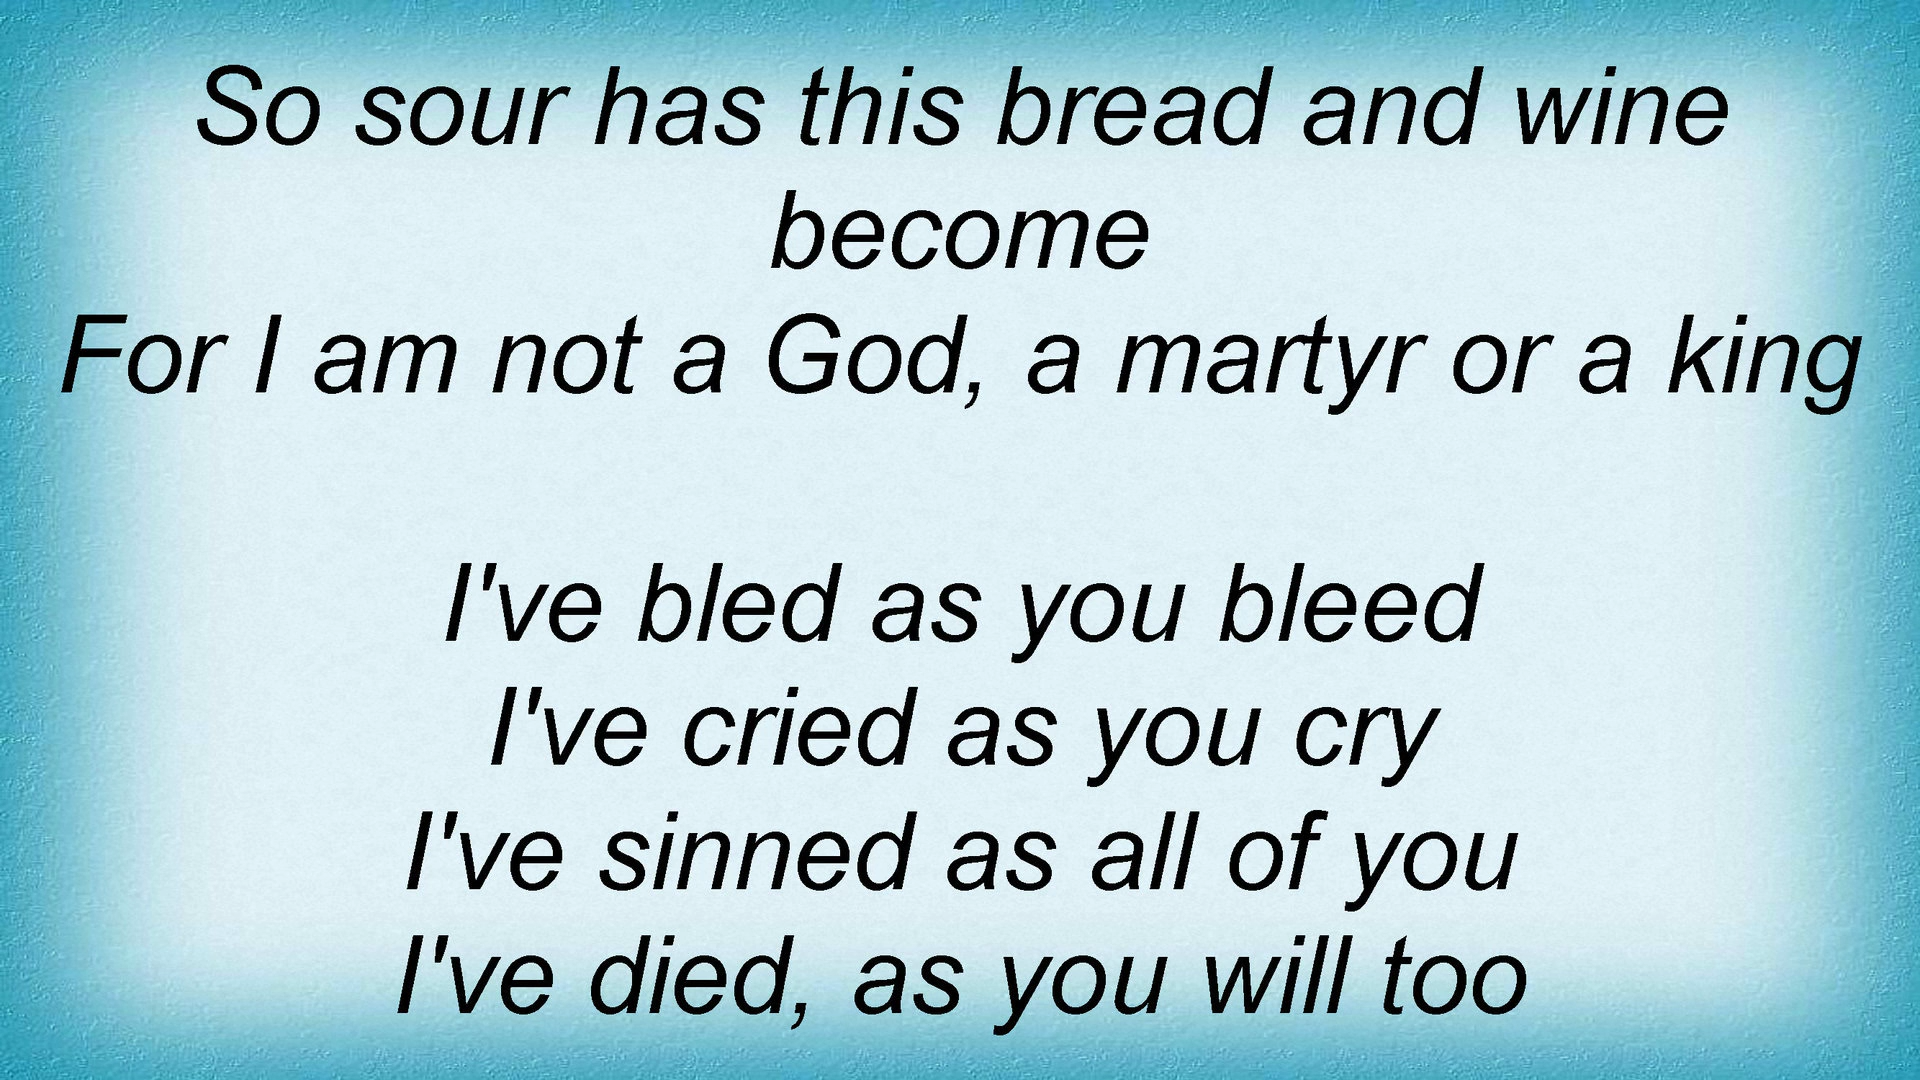 So sour has this bread and wine
become
For I am not a God, a martyr or a king
I've bled as you bleed
I've cried as you cry
I've sinned as all of you
I've died, as you will too